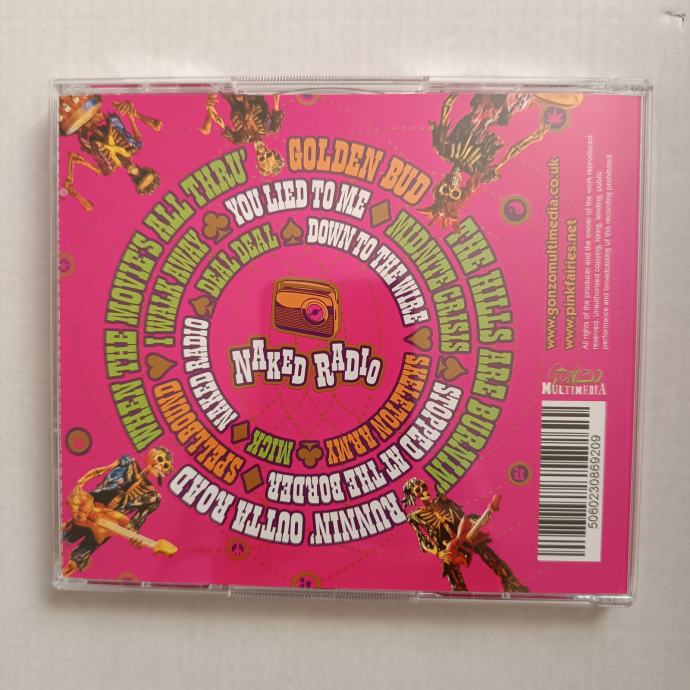 GOLDEN BUD
THE HILLS ARE BURNIN'
RUNNIN' OUTTA ROAD
WHEN THE MOVIE'S ALL THRU'
YOU LIED TO ME
MIDNITE CRISIS
STOPPED AT THE BORDER
SPELLBOUND
I WALK AWAY
DOWN TO THE WIRE
SKELETON ARMY
MICK
NAKED RADIO
DEAL DEAL
NAKED RADIO
www.gonzomultimedia.co.uk
www.pinkfairies.net
All rights of the producer and the owner of the work reproduced
reserved. Unauthorised copying, hiring, lending, public
performance and broadcasting of this recording prohibited
Gonzo
MULTIMEDIA
5060230869209